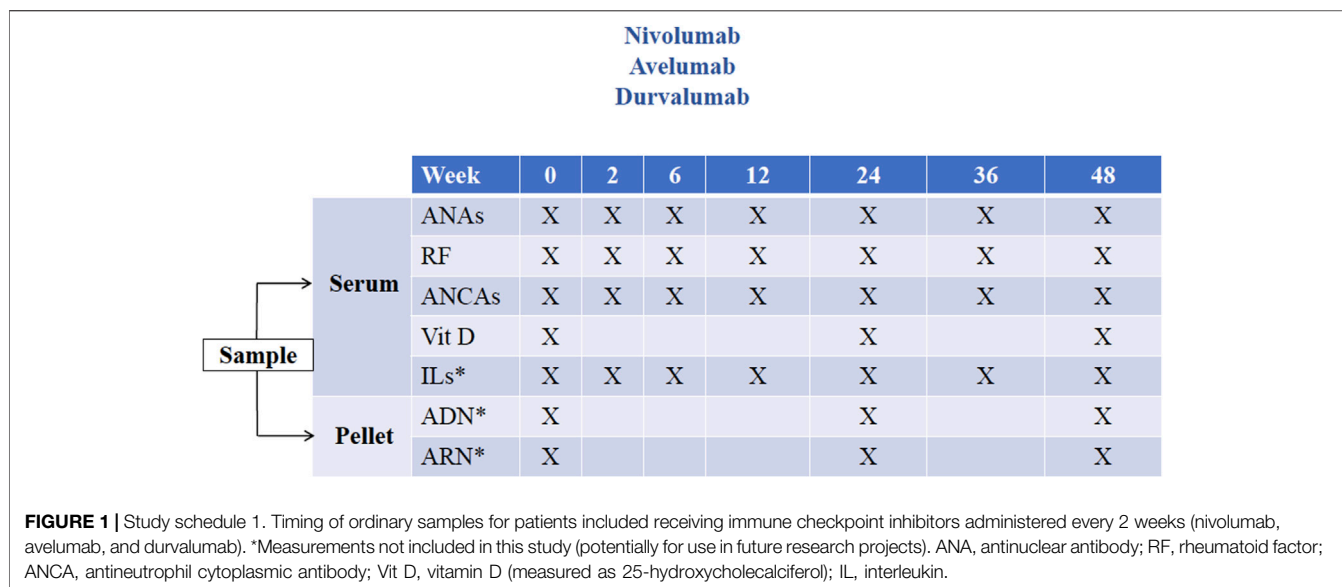 Nivolumab
Avelumab
Durvalumab
Week 0 2 6 12 24 36 48
ANAs X X X X X X X
RF X X X X X X X
Serum
ANCAs X X X X X X X
Vit D X X X
Sample
ILs* X X X X X X X
ADN* X X X
Pellet
ARN* X X X
FIGURE 1 | Study schedule 1. Timing of ordinary samples for patients included receiving immune checkpoint inhibitors administered every 2 weeks (nivolumab,
avelumab, and durvalumab). *Measurements not included in this study (potentially for use in future research projects). ANA, antinuclear antibody; RF, rheumatoid factor;
ANCA, antineutrophil cytoplasmic antibody; Vit D, vitamin D (measured as 25-hydroxycholecalciferol); IL, interleukin.